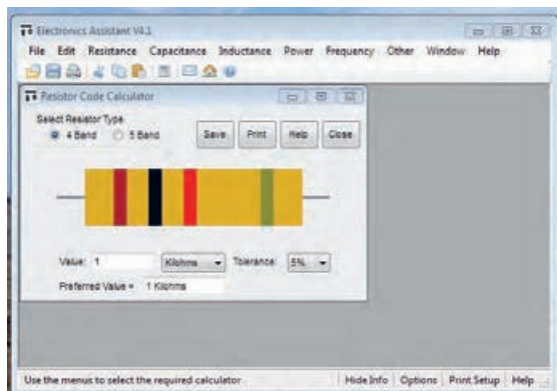 Electronics Assistant V4.1
File Edit Resistance Capacitance Inductance Power Frequency Other Window Help
Resistor Code Calculator
Select Resistor Type
4 Band 5 Band Save Print Help Close
Value: 1 Kilohms Tolerance: 5%
Preferred Value = 1 Kilohms
Use the menus to select the required calculator Hide Info Options Print Setup Help